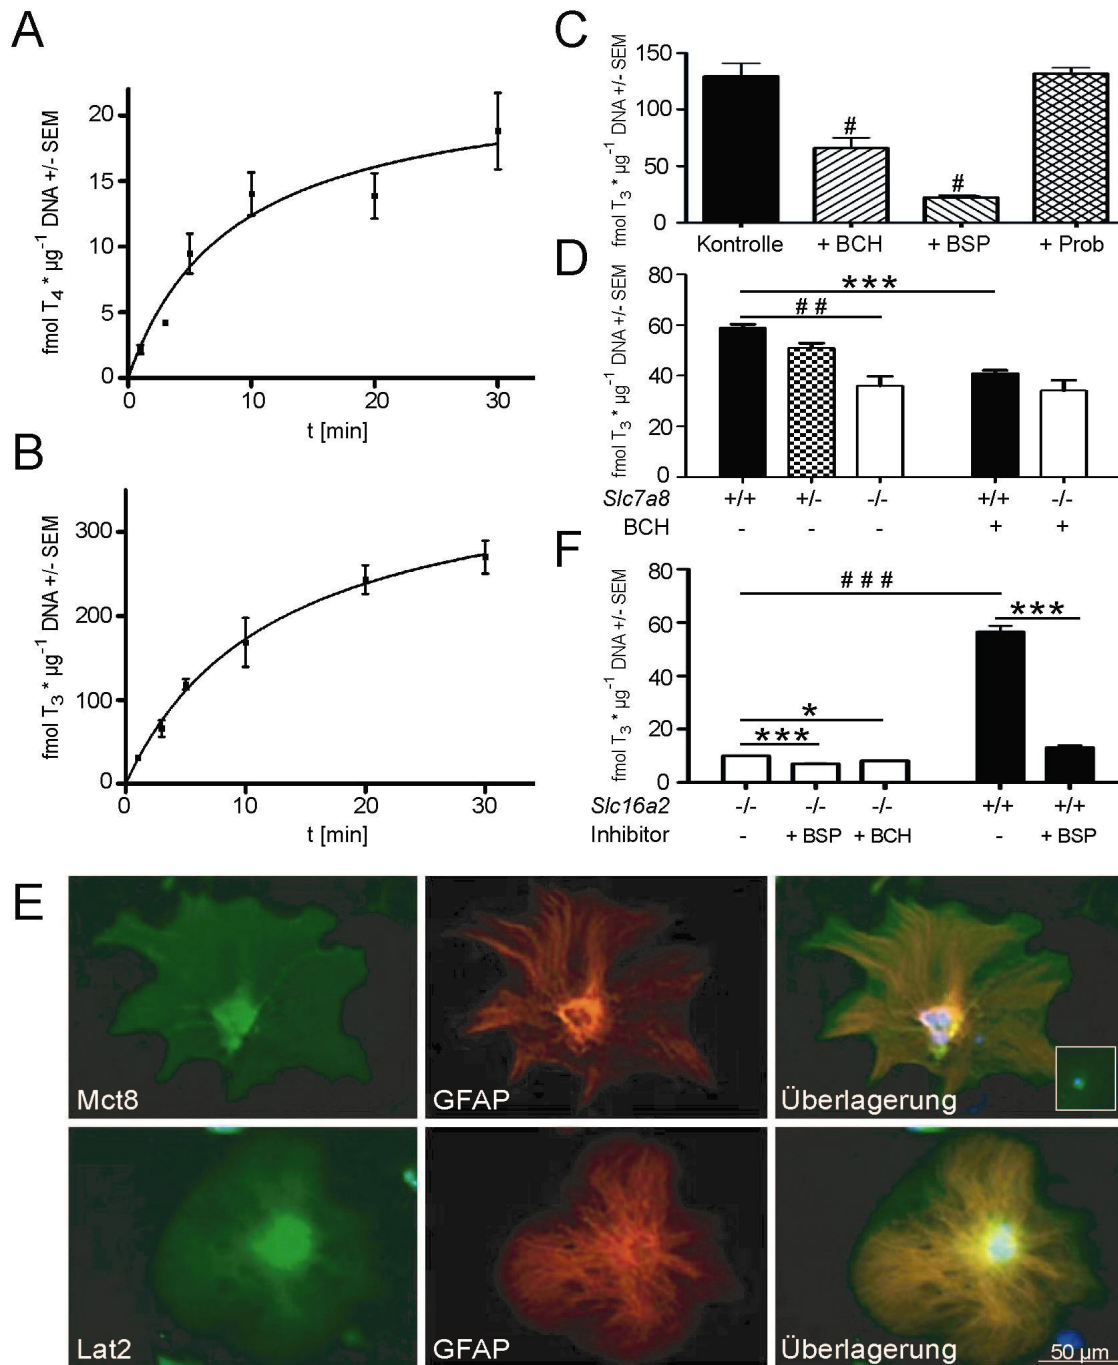 A
fmol T₄ * µg⁻¹ DNA +/- SEM
20
15
10
5
0
0 10 20 30
t [min]
B
fmol T₃ * µg⁻¹ DNA +/- SEM
300
200
100
0
0 10 20 30
t [min]
C
fmol T₃ * µg⁻¹ DNA +/- SEM
150
100
50
0
# #
Kontrolle + BCH + BSP + Prob
D
fmol T₃ * µg⁻¹ DNA +/- SEM
80
60
40
20
0
***
# #
Slc7a8 +/+ +/- -/- +/+ -/-
BCH - - - + +
F
fmol T₃ * µg⁻¹ DNA +/- SEM
80
60
40
20
0
# # #
***
*
***
Slc16a2 -/- -/- -/- +/+ +/+
Inhibitor - + BSP + BCH - + BSP
E
Mct8 GFAP Überlagerung
Lat2 GFAP Überlagerung
50 µm